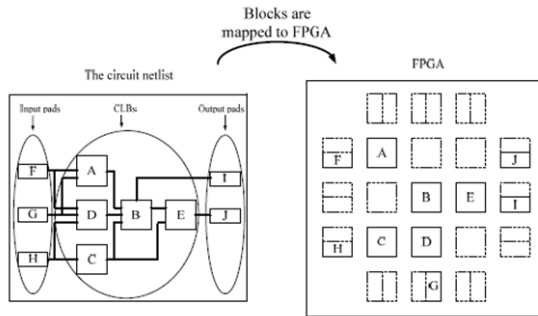 Blocks are
mapped to FPGA
The circuit netlist
FPGA
Input pads
CLBs
Output pads
F
A
I
G
D
B
E
J
H
C
F
A
J
B
E
I
H
C
D
G